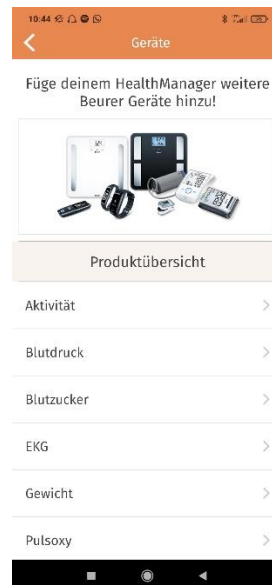 10:44
Geräte
Füge deinem HealthManager weitere
Beurer Geräte hinzu!
Produktübersicht
Aktivität
Blutdruck
Blutzucker
EKG
Gewicht
Pulsoxy